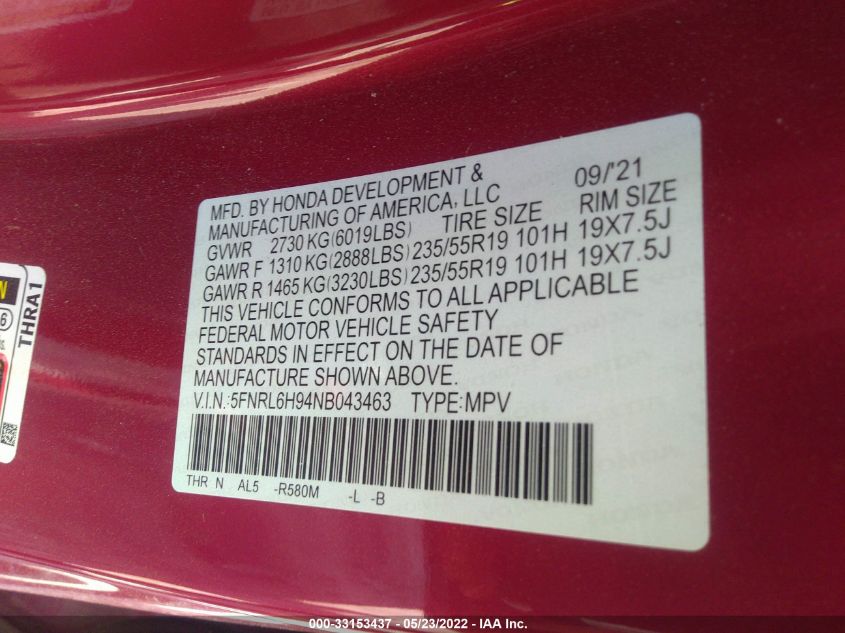 MFD. BY HONDA DEVELOPMENT & 09/'21
MANUFACTURING OF AMERICA, LLC
GVWR 2730 KG(6019LBS) TIRE SIZE RIM SIZE
GAWR F 1310 KG(2888LBS) 235/55R19 101H 19X7.5J
GAWR R 1465 KG(3230LBS) 235/55R19 101H 19X7.5J
THIS VEHICLE CONFORMS TO ALL APPLICABLE
FEDERAL MOTOR VEHICLE SAFETY
STANDARDS IN EFFECT ON THE DATE OF
MANUFACTURE SHOWN ABOVE.
V.I.N.:5FNRL6H94NB043463 TYPE:MPV
THR N AL5 -R580M -L -B
THRA1
000-33153437 - 05/23/2022 - IAA Inc.